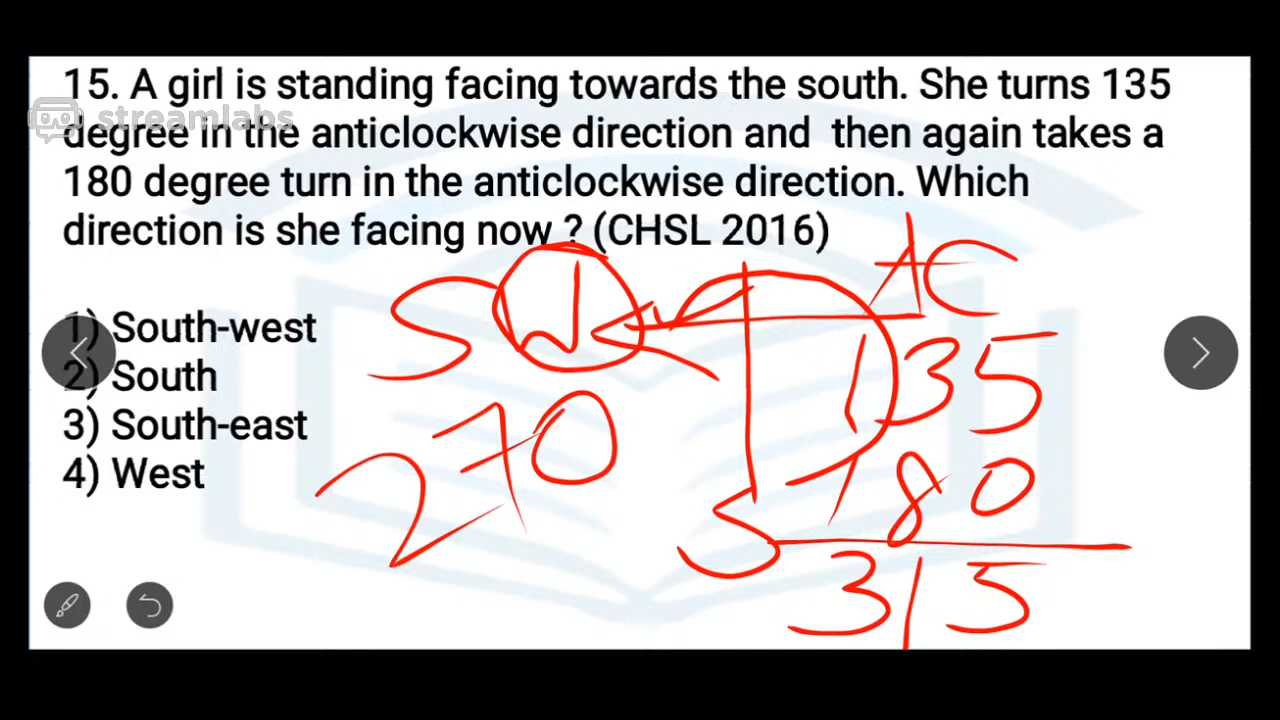 15. A girl is standing facing towards the south. She turns 135
streamlabs
degree in the anticlockwise direction and then again takes a
180 degree turn in the anticlockwise direction. Which
direction is she facing now ? (CHSL 2016)
AC
S W
1) South-west
135
2) South
3) South-east
270
4) West
180
S
315